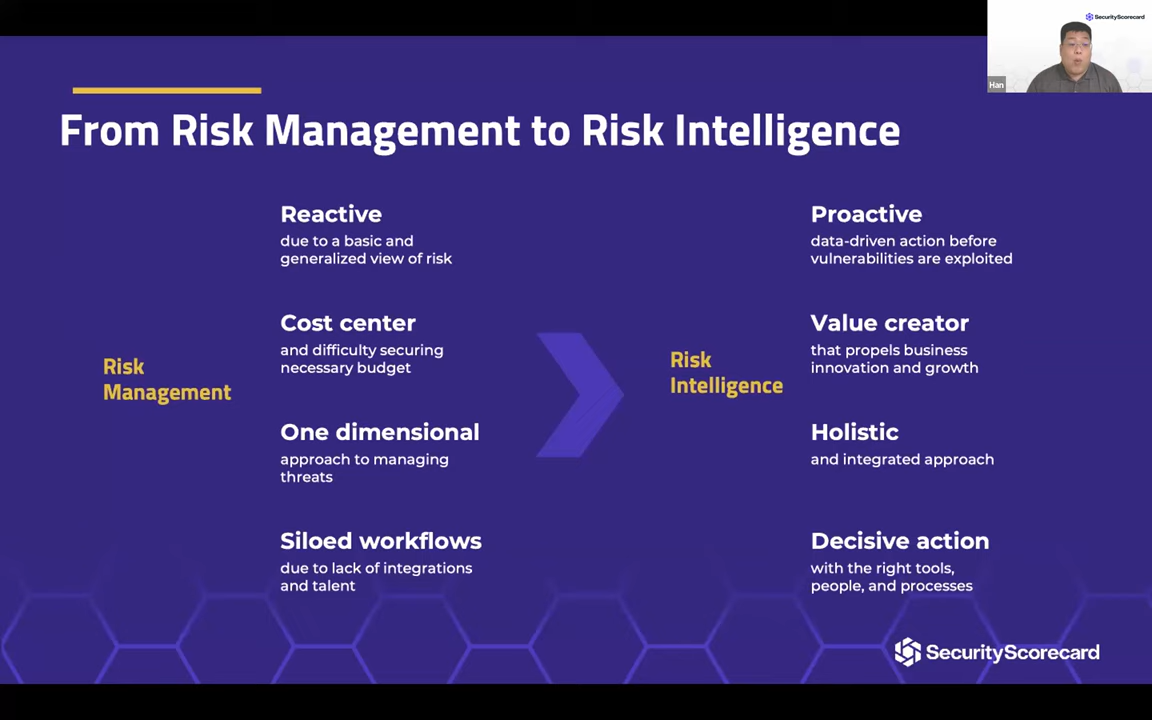 SecurityScorecard
Han
From Risk Management to Risk Intelligence
Risk
Management
Reactive
due to a basic and
generalized view of risk
Cost center
and difficulty securing
necessary budget
One dimensional
approach to managing
threats
Siloed workflows
due to lack of integrations
and talent
Risk
Intelligence
Proactive
data-driven action before
vulnerabilities are exploited
Value creator
that propels business
innovation and growth
Holistic
and integrated approach
Decisive action
with the right tools,
people, and processes
SecurityScorecard